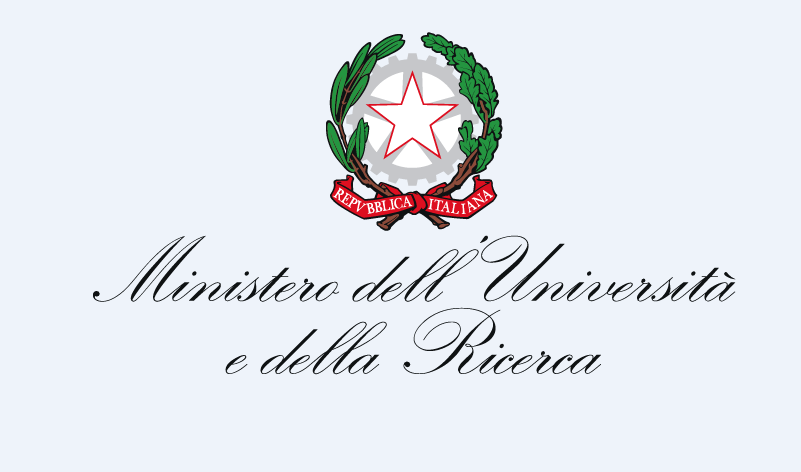 REPVBBLICA ITALIANA
Ministero dell'Università
e della Ricerca